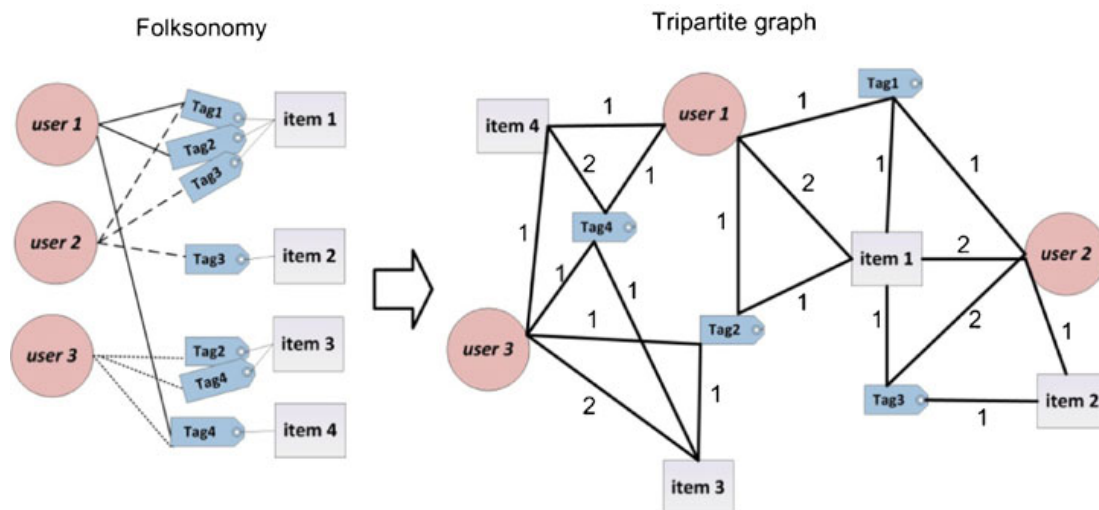 Folksonomy
user 1
Tag1
Tag2
Tag3
item 1
user 2
Tag3
item 2
user 3
Tag2
Tag4
item 3
Tag4
item 4
Tripartite graph
item 4
1
user 1
1
Tag1
2
1
2
1
1
Tag4
1
1
item 1
2
user 2
1
1
1
1
1
2
1
user 3
Tag2
2
1
Tag3
1
item 2
item 3